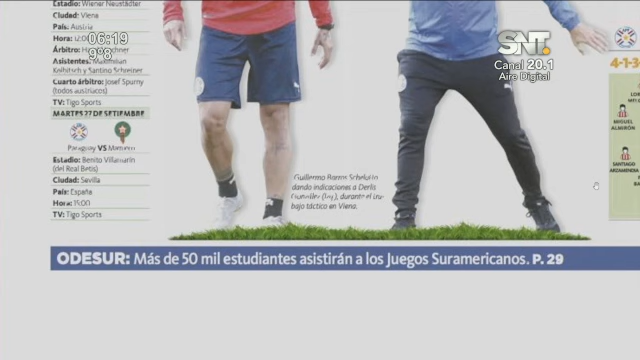 Estadio: Wiener Neustädter
Ciudad: Viena
País: Austria
Hora: 12:
Árbitro:
Asistentes: Maximilian
Kolbitsch y Santino Schreiner
Cuarto árbitro: Josef Spurny
(todos austriacos)
TV: Tigo Sports
MARTES 27 DE SETIEMBRE
Paraguay VS Marruecos
Estadio: Benito Villamarín
(del Real Betis)
Ciudad: Sevilla
País: España
Hora: 15:00
TV: Tigo Sports
06:19
9°8
SNT
Canal 20.1
Aire Digital
4-1-3-
MIGUEL
ALMIRÓN
SANTIAGO
ARZAMENDIA
Guillermo Barros Schelotto
dando indicaciones a Derlis
González (izq.), durante el tra-
bajo táctico en Viena.
ODESUR: Más de 50 mil estudiantes asistirán a los Juegos Suramericanos. P. 29